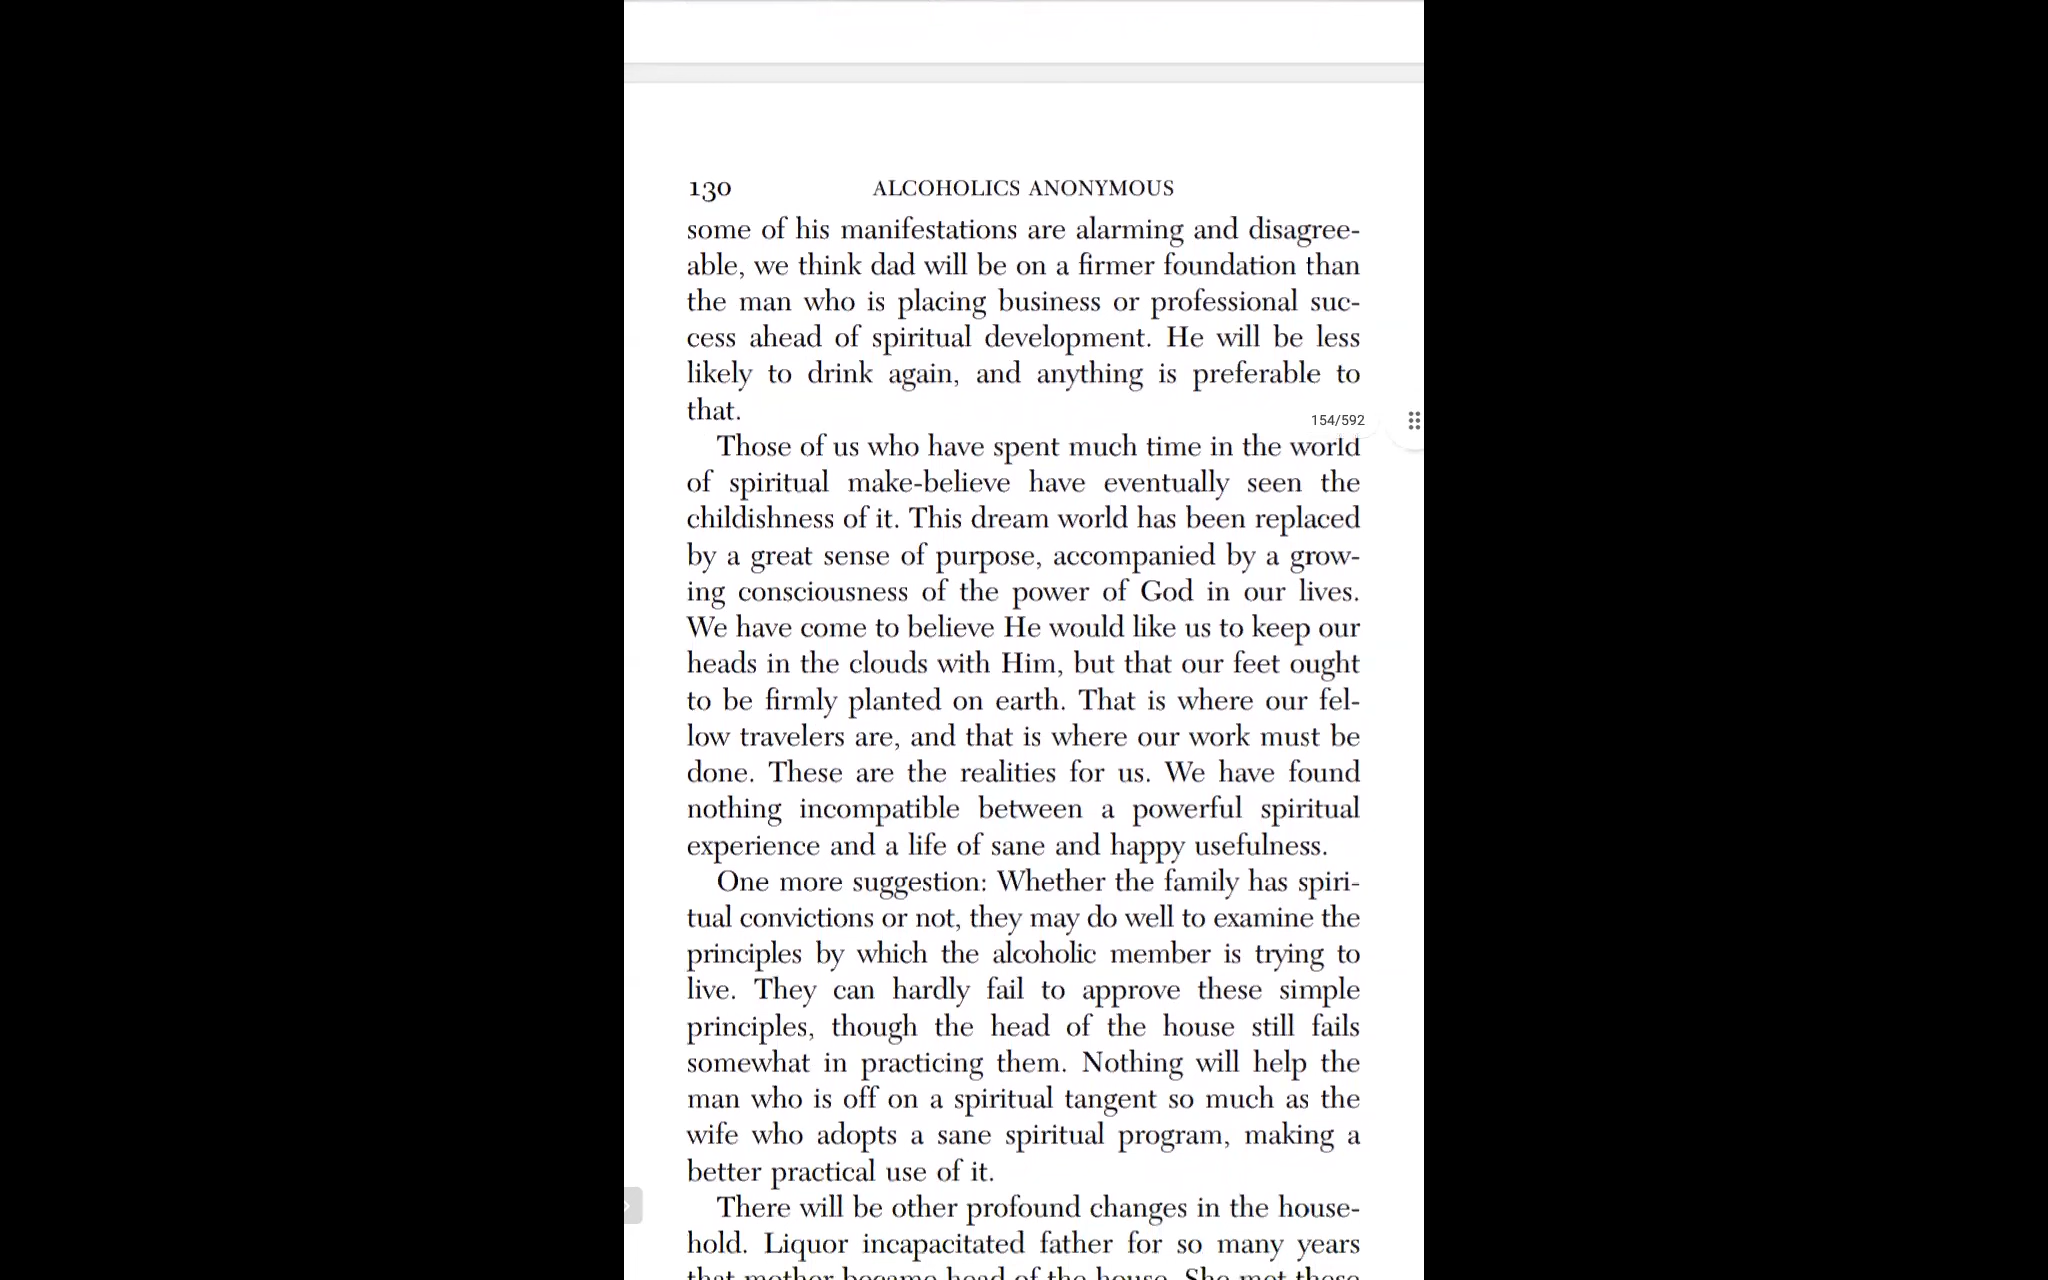 130 ALCOHOLICS ANONYMOUS
some of his manifestations are alarming and disagree-
able, we think dad will be on a firmer foundation than
the man who is placing business or professional suc-
cess ahead of spiritual development. He will be less
likely to drink again, and anything is preferable to
that.
154/592
Those of us who have spent much time in the world
of spiritual make-believe have eventually seen the
childishness of it. This dream world has been replaced
by a great sense of purpose, accompanied by a grow-
ing consciousness of the power of God in our lives.
We have come to believe He would like us to keep our
heads in the clouds with Him, but that our feet ought
to be firmly planted on earth. That is where our fel-
low travelers are, and that is where our work must be
done. These are the realities for us. We have found
nothing incompatible between a powerful spiritual
experience and a life of sane and happy usefulness.
One more suggestion: Whether the family has spiri-
tual convictions or not, they may do well to examine the
principles by which the alcoholic member is trying to
live. They can hardly fail to approve these simple
principles, though the head of the house still fails
somewhat in practicing them. Nothing will help the
man who is off on a spiritual tangent so much as the
wife who adopts a sane spiritual program, making a
better practical use of it.
There will be other profound changes in the house-
hold. Liquor incapacitated father for so many years
that mother became head of the house. She met these